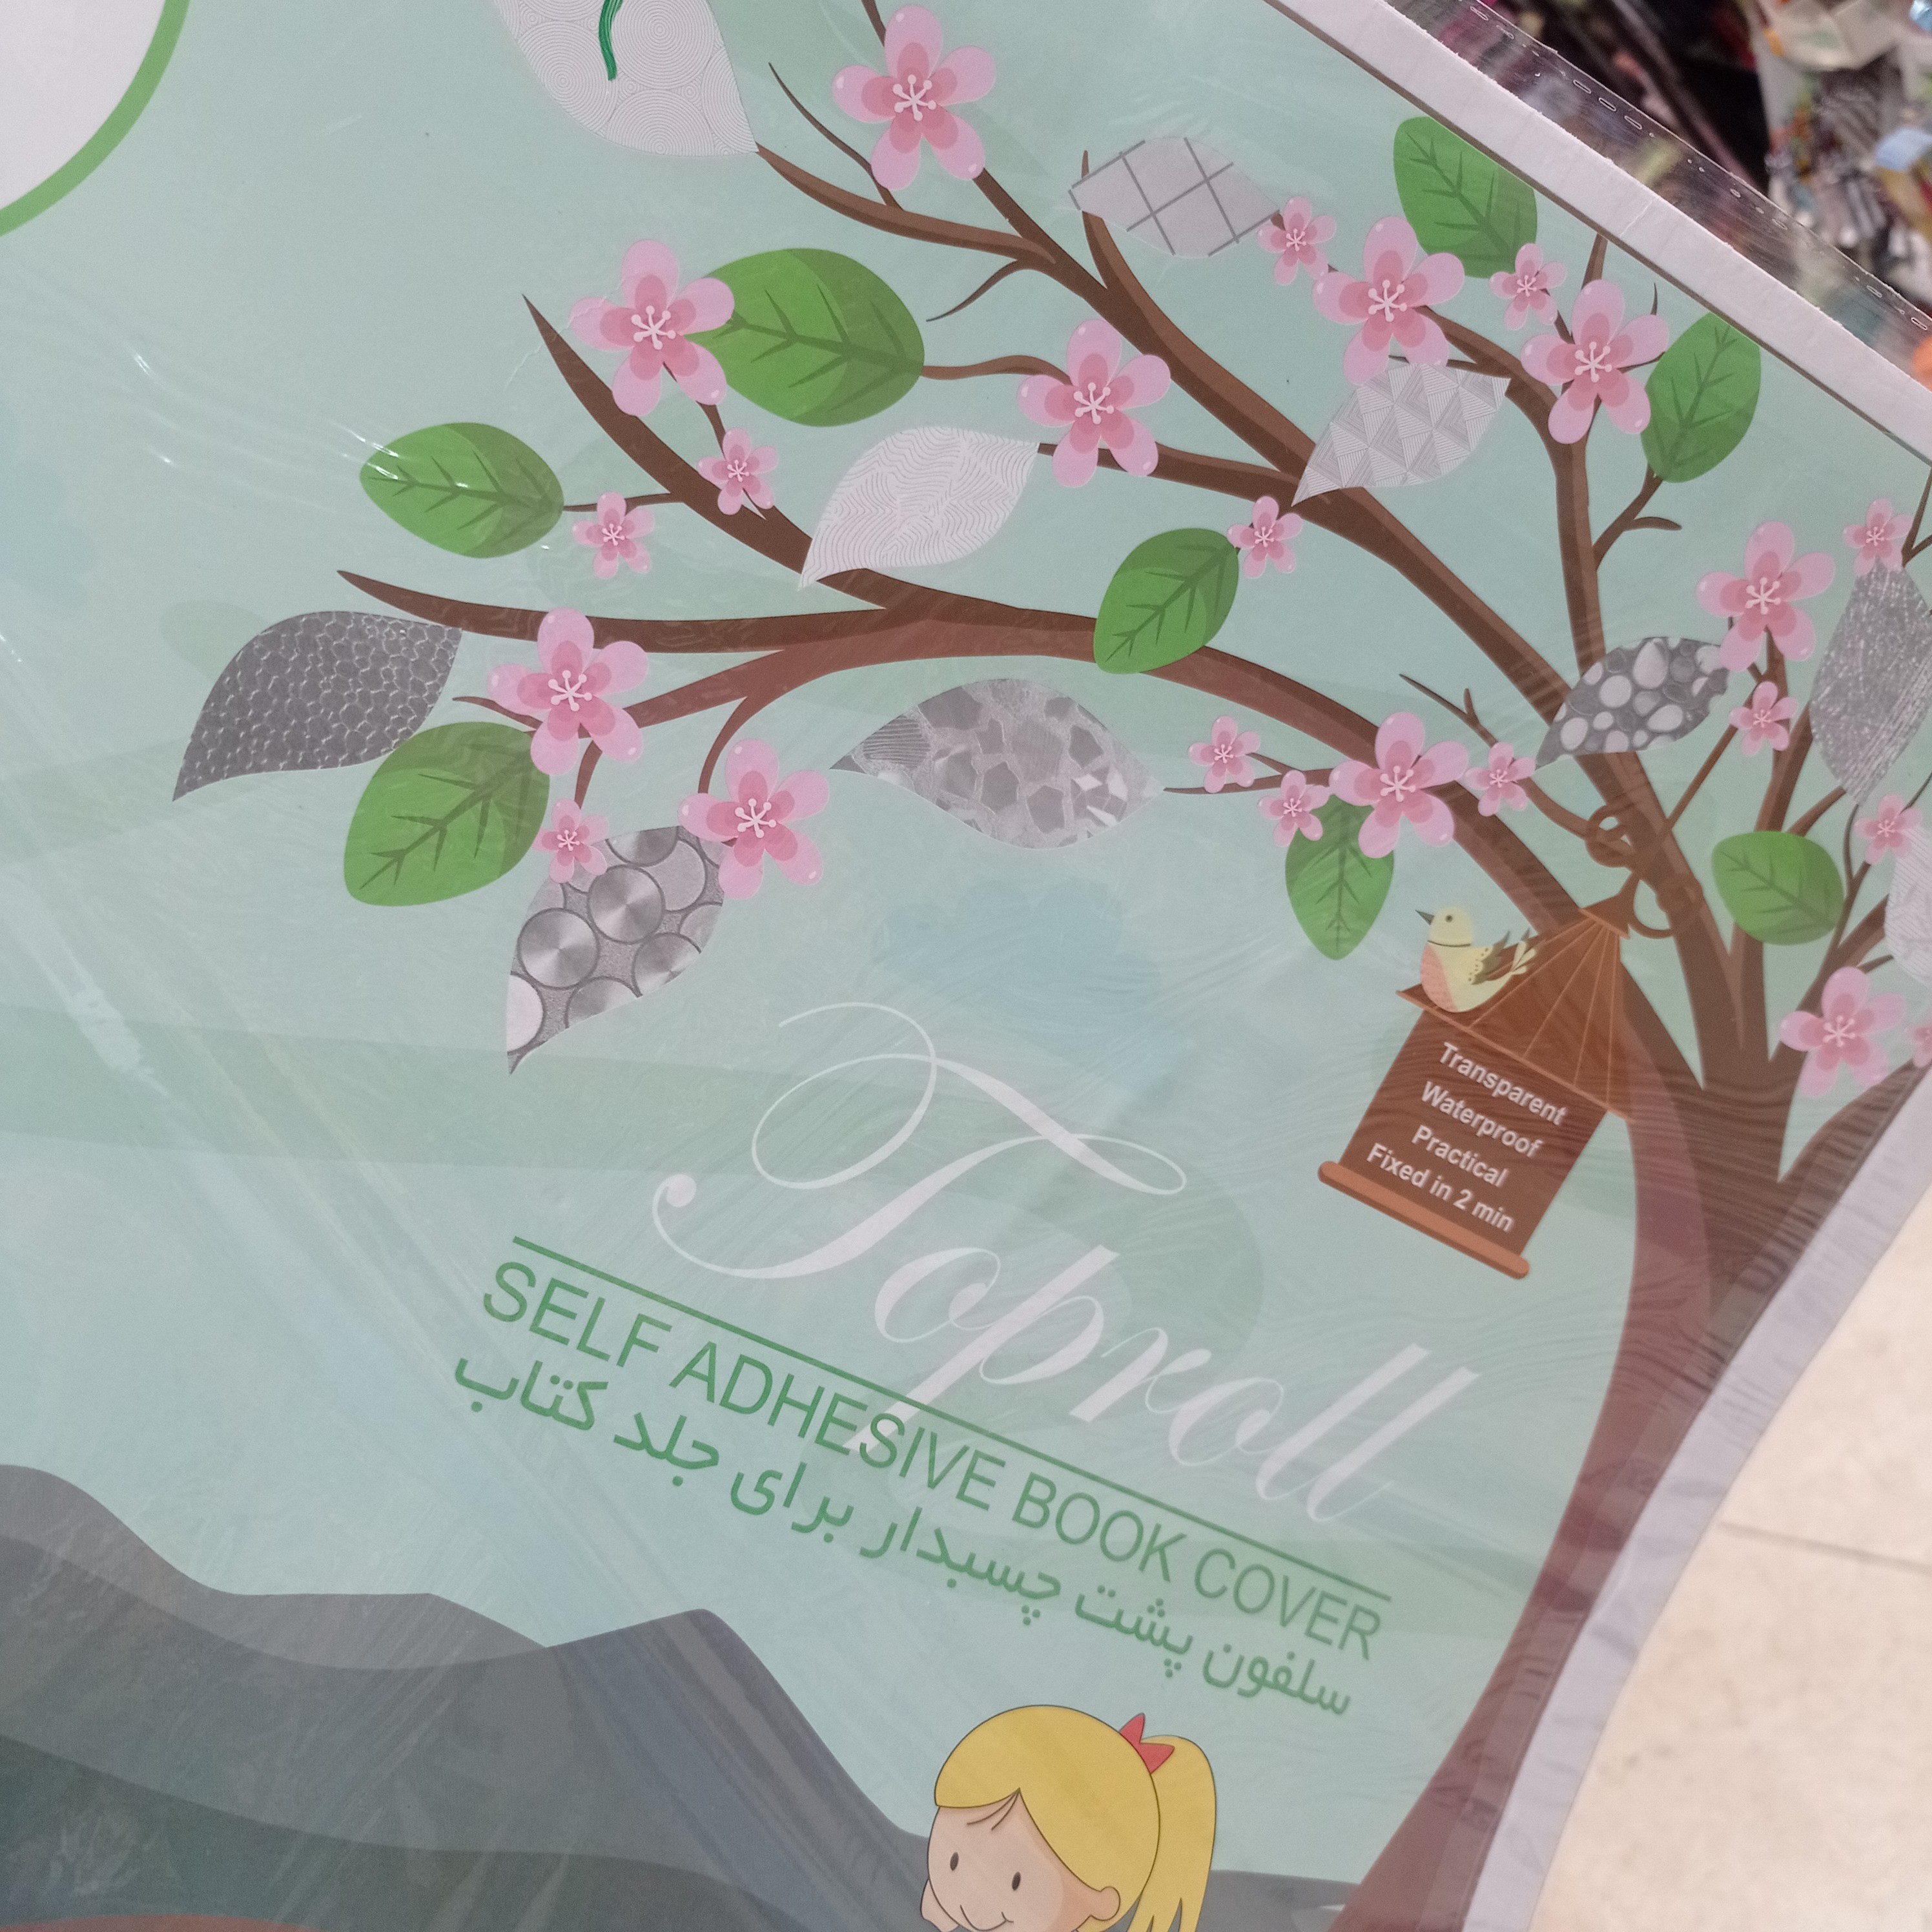 Transparent
Waterproof
Practical
Fixed in 2 min
Toproll
SELF ADHESIVE BOOK COVER
سلفون پشت چسبدار برای جلد کتاب